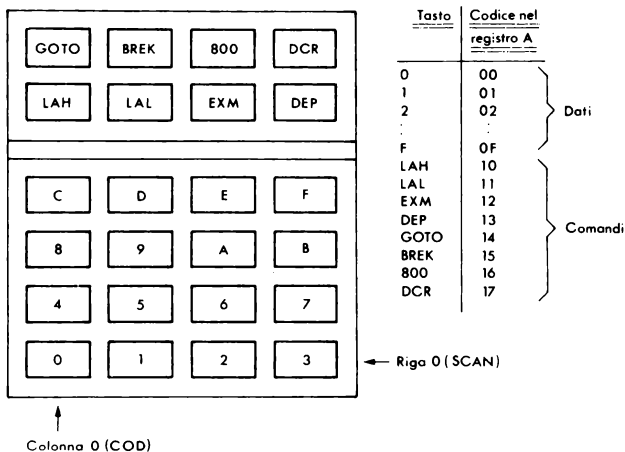 GOTO BREK 800 DCR
LAH LAL EXM DEP
C D E F
8 9 A B
4 5 6 7
0 1 2 3
Riga 0 (SCAN)
Colonna 0 (COD)
Tasto Codice nel registro A
0 00
1 01
2 02
: :
F 0F
Dati
LAH 10
LAL 11
EXM 12
DEP 13
GOTO 14
BREK 15
800 16
DCR 17
Comandi